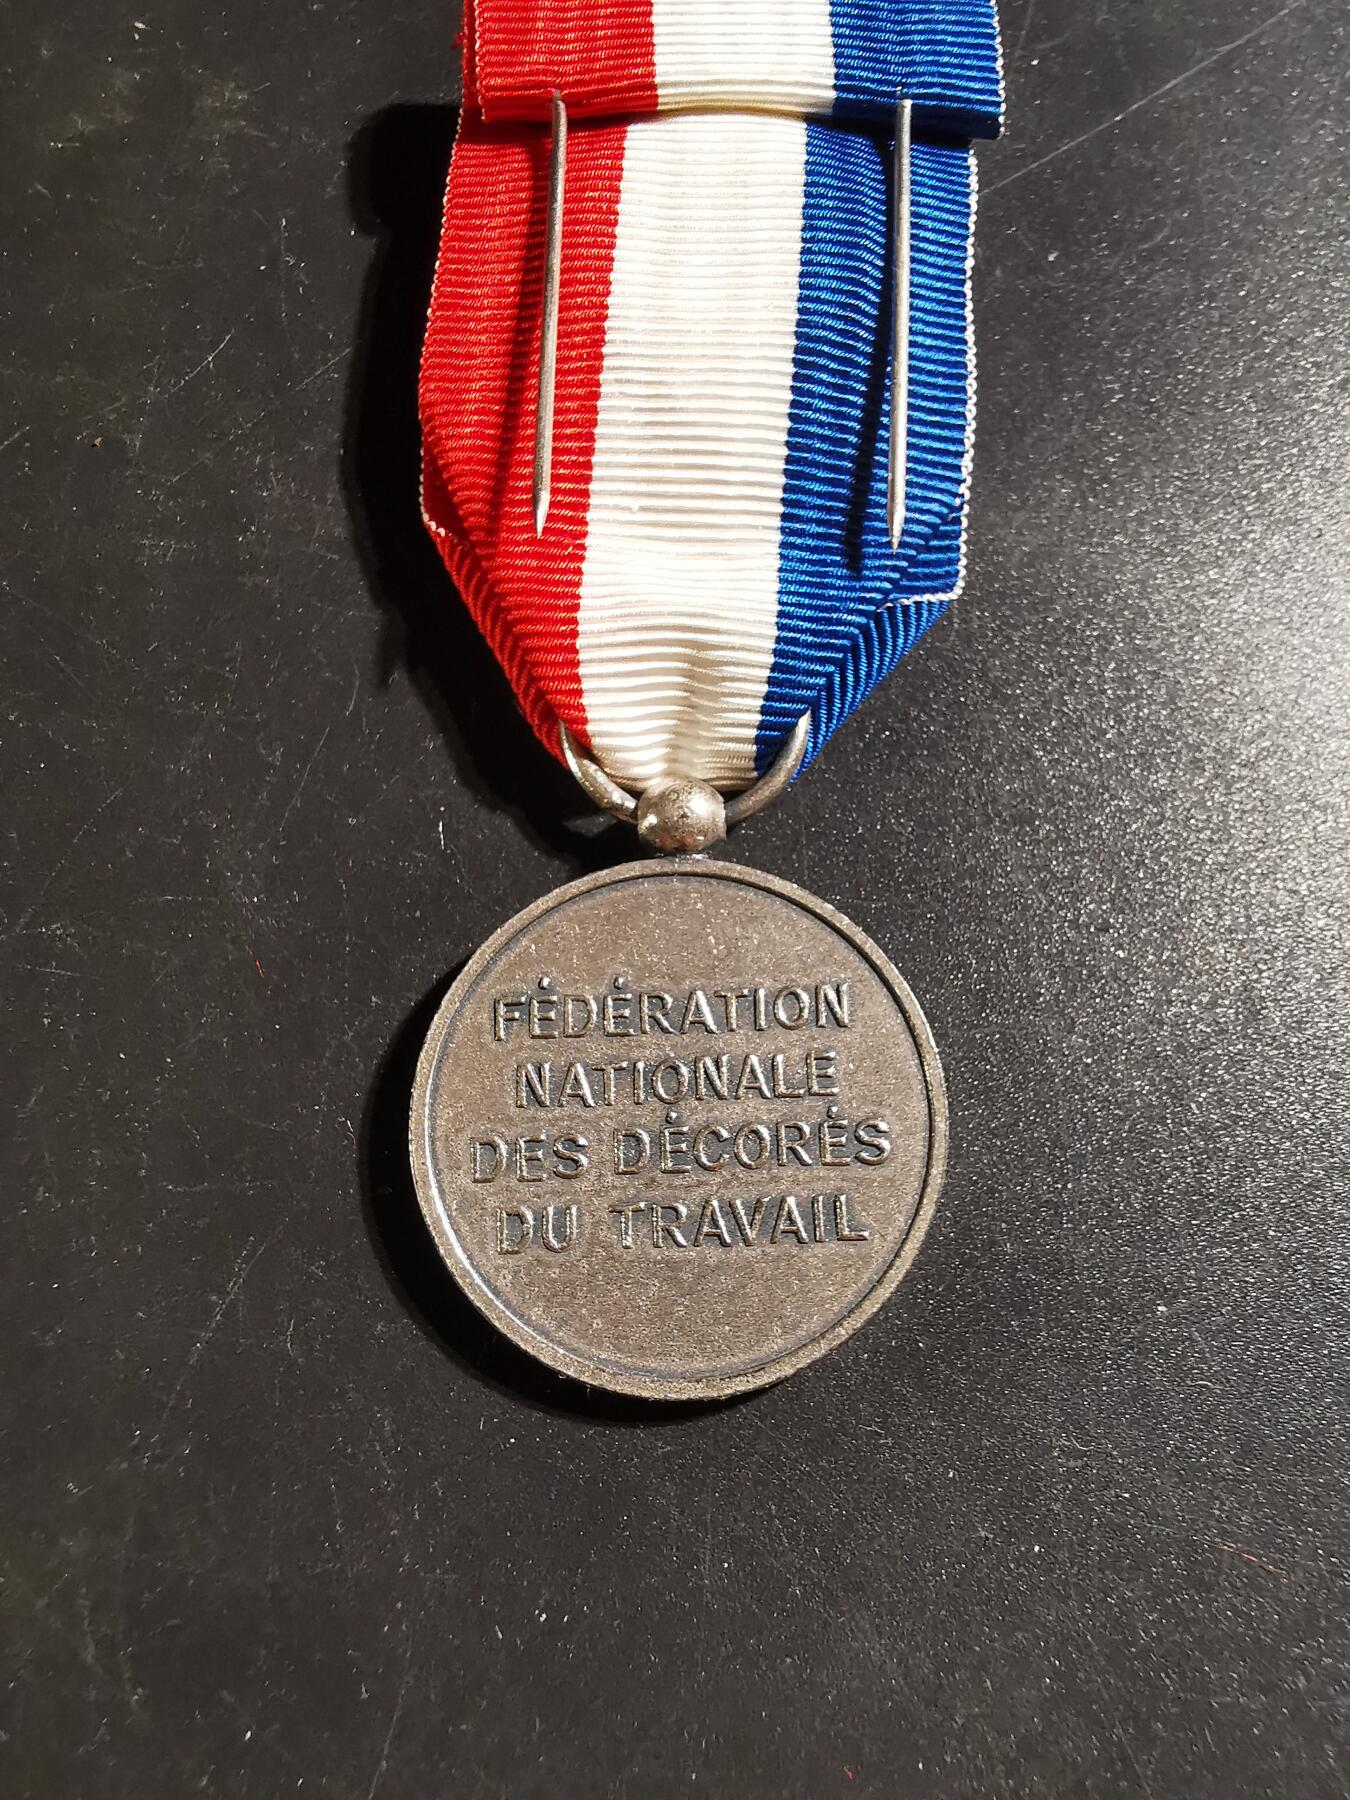 FÉDÉRATION
NATIONALE
DES DÉCORÉS
DU TRAVAIL